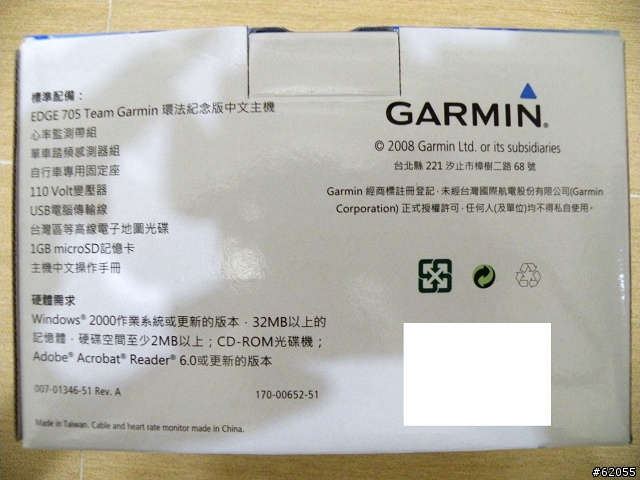 標準配備：
EDGE 705 Team Garmin 環法紀念版中文主機
心率監測帶組
單車踏頻感測器組
自行車專用固定座
110 Volt變壓器
USB電腦傳輸線
台灣區等高線電子地圖光碟
1GB microSD記憶卡
主機中文操作手冊
硬體需求
Windows® 2000作業系統或更新的版本，32MB以上的
記憶體，硬碟空間至少2MB以上；CD-ROM光碟機；
Adobe® Acrobat® Reader® 6.0或更新的版本
007-01346-51 Rev. A
170-00652-51
Made in Taiwan. Cable and heart rate monitor made in China.
GARMIN®
© 2008 Garmin Ltd. or its subsidiaries
台北縣 221 汐止市樟樹二路 68 號
Garmin 經商標註冊登記，未經台灣國際航電股份有限公司(Garmin
Corporation) 正式授權許可，任何人(及單位)均不得私自使用。
#62055